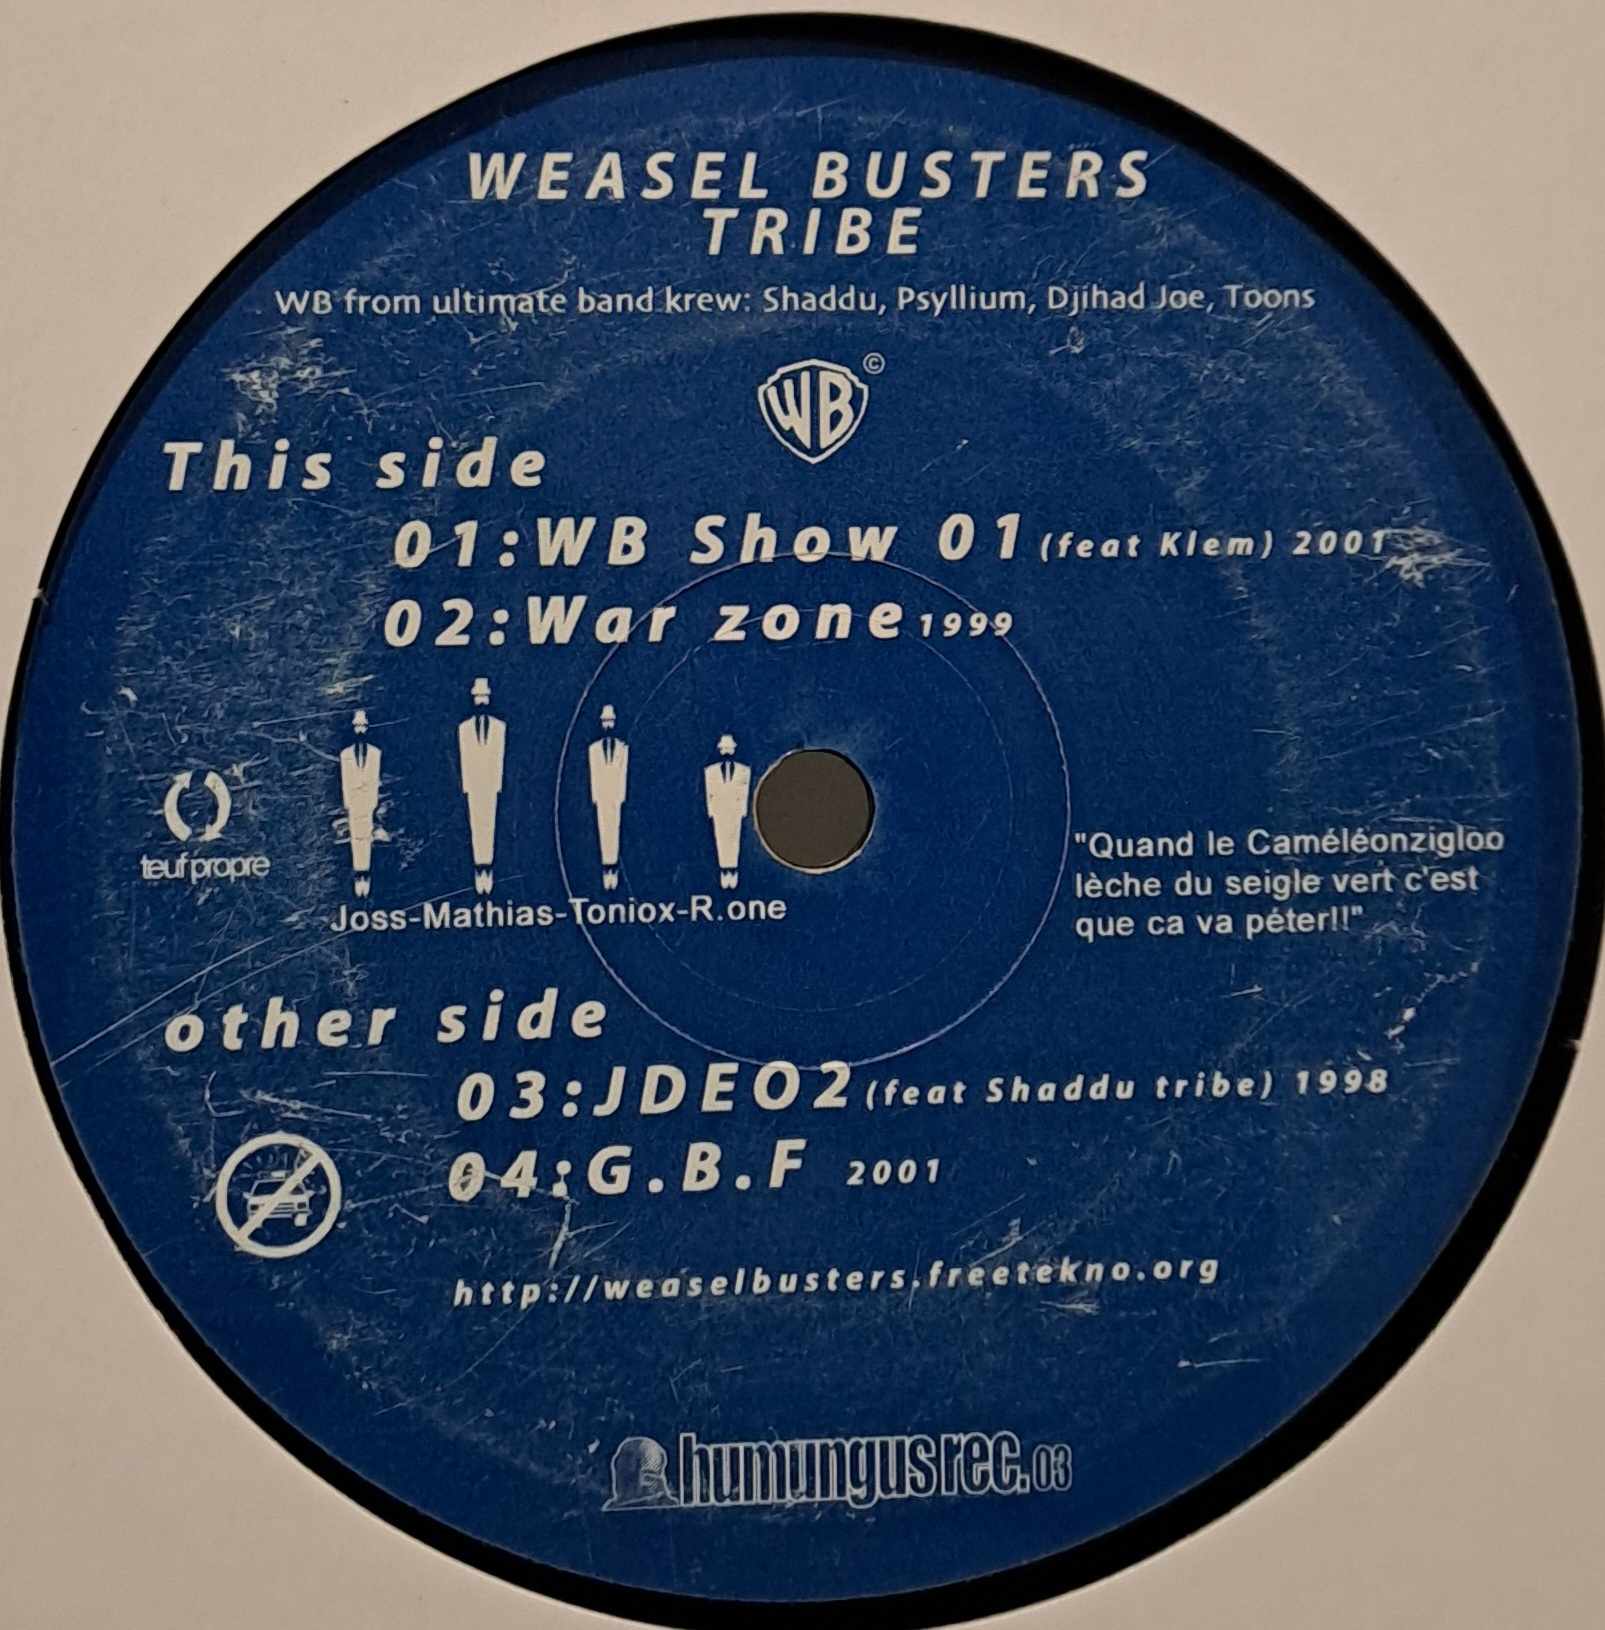 WEASEL BUSTERS
TRIBE
WB from ultimate band krew: Shaddu, Psyllium, Djihad Joe, Toons
WB ©
This side
01:WB Show 01 (feat Klem) 2001
02:War zone 1999
teuf propre
Joss-Mathias-Toniox-R.one
"Quand le Caméléonzigloo
lèche du seigle vert c'est
que ca va péter!!"
other side
03:JDEO2 (feat Shaddu tribe) 1998
04:G.B.F 2001
http://weaselbusters.freetekno.org
humungus rec. 03